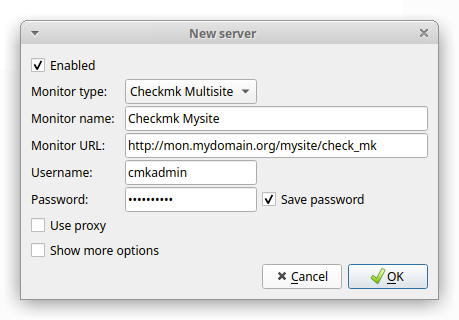 New server
Enabled
Monitor type: Checkmk Multisite
Monitor name: Checkmk Mysite
Monitor URL: http://mon.mydomain.org/mysite/check_mk
Username: cmkadmin
Password: •••••••••• Save password
Use proxy
Show more options
Cancel OK